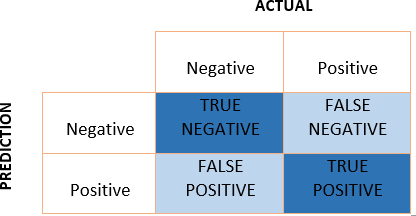 ACTUAL
Negative Positive
PREDICTION
Negative
TRUE
NEGATIVE
FALSE
NEGATIVE
Positive
FALSE
POSITIVE
TRUE
POSITIVE